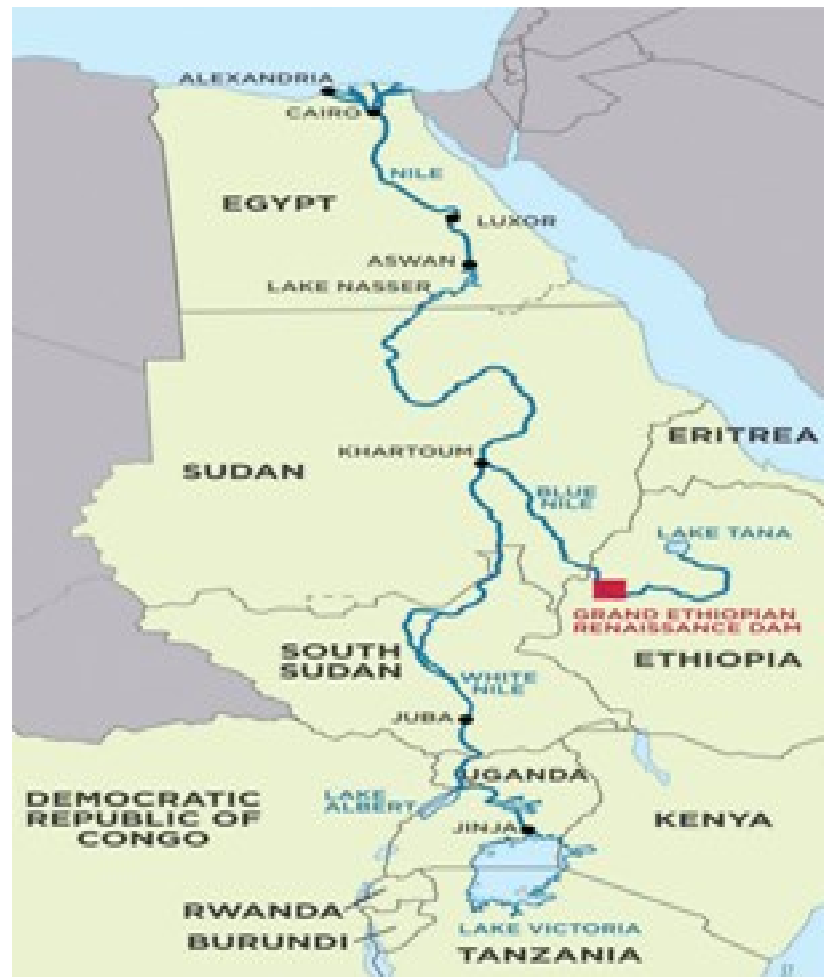 ALEXANDRIA
CAIRO
NILE
EGYPT
LUXOR
ASWAN
LAKE NASSER
ERITREA
KHARTOUM
SUDAN
BLUE
NILE
LAKE TANA
GRAND ETHIOPIAN
RENAISSANCE DAM
SOUTH
SUDAN
ETHIOPIA
WHITE
NILE
JUBA
UGANDA
LAKE
ALBERT
DEMOCRATIC
REPUBLIC OF
CONGO
JINJA
KENYA
RWANDA
BURUNDI
LAKE VICTORIA
TANZANIA